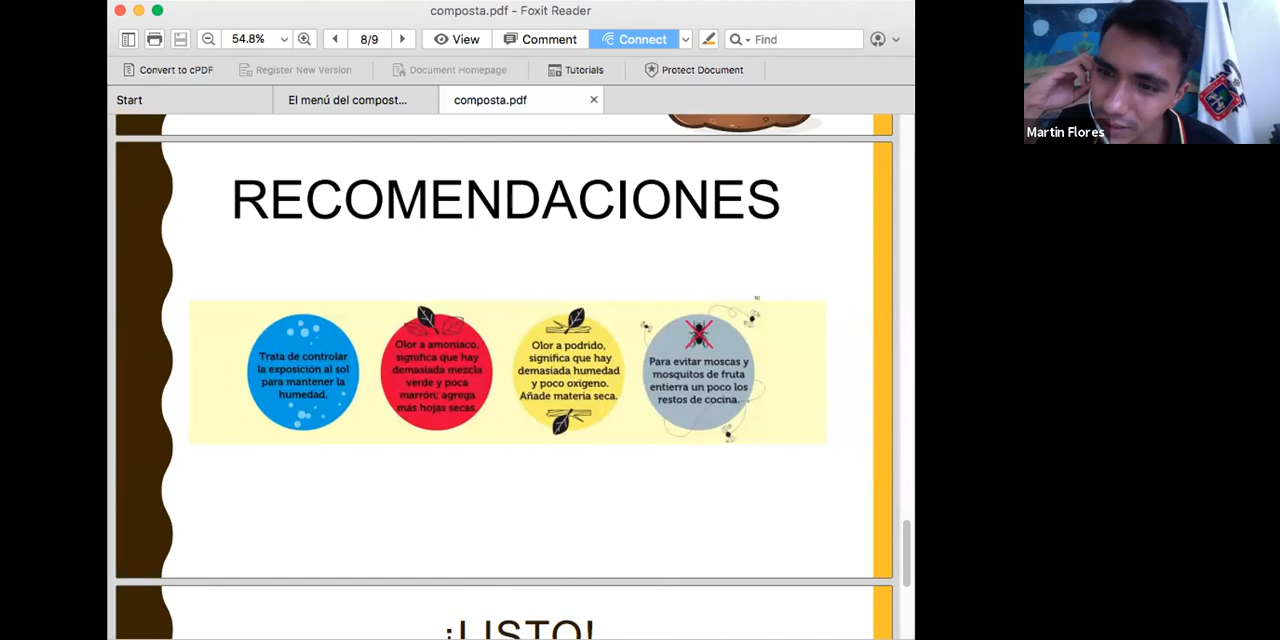 composta.pdf - Foxit Reader
54.8%
8/9
View
Comment
Connect
Find
Convert to cPDF
Register New Version
Document Homepage
Tutorials
Protect Document
Start
El menú del compost...
composta.pdf
Martin Flores
RECOMENDACIONES
Trata de controlar
la exposición al sol
para mantener la
humedad.
Olor a amoniaco,
significa que hay
demasiada mezcla
verde y poca
marrón; agrega
más hojas secas.
Olor a podrido,
significa que hay
demasiada humedad
y poco oxígeno.
Añade materia seca.
Para evitar moscas y
mosquitos de fruta
entierra un poco los
restos de cocina.
¡LISTO!